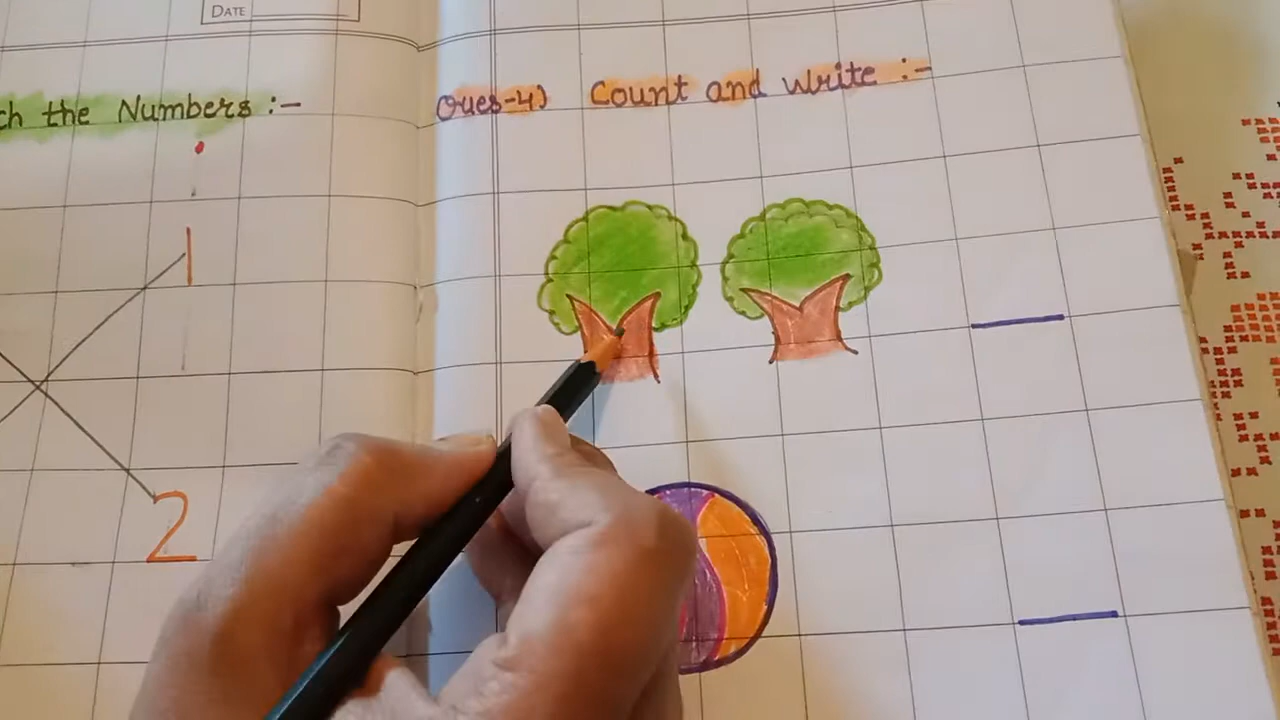 DATE
ch the Numbers :-
1
2
Ques-4) Count and write :-